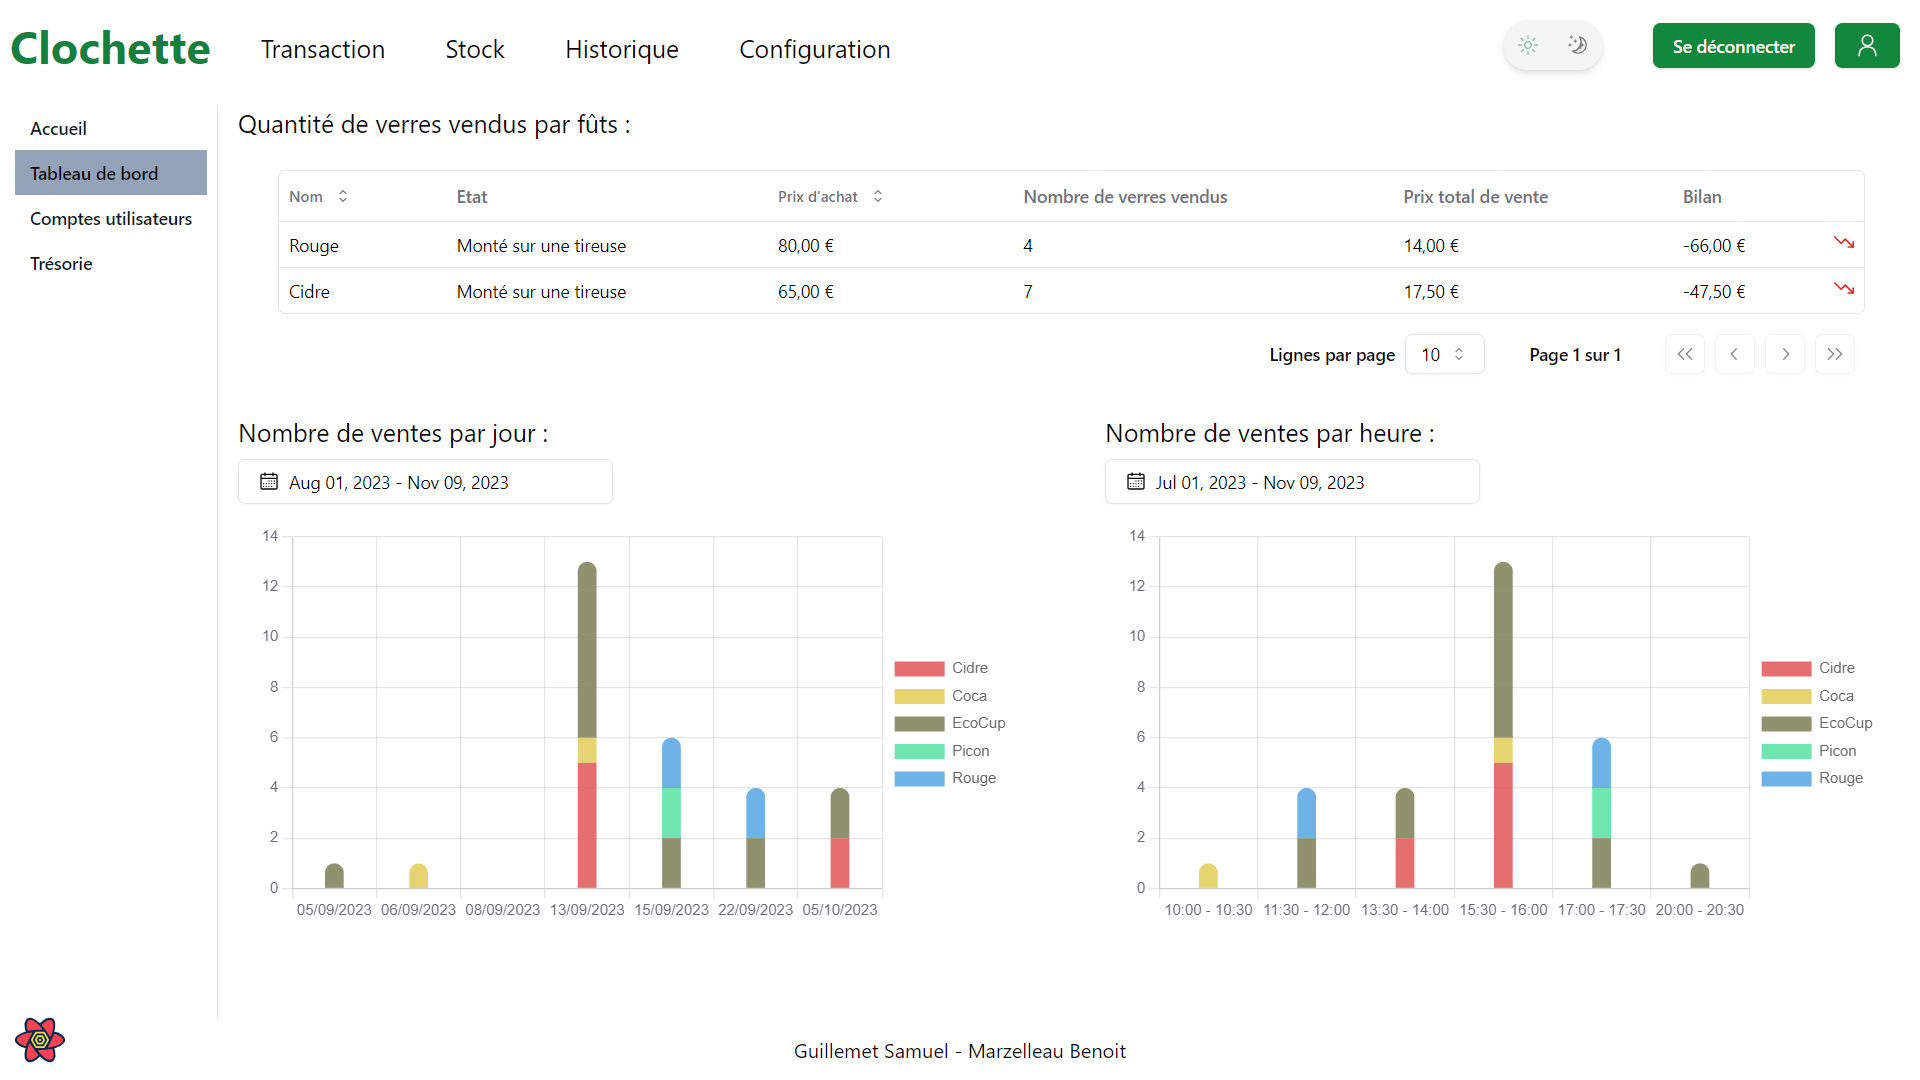 Clochette Transaction Stock Historique Configuration Se déconnecter
Accueil
Tableau de bord
Comptes utilisateurs
Trésorie
Quantité de verres vendus par fûts :
Nom Etat Prix d'achat Nombre de verres vendus Prix total de vente Bilan
Rouge Monté sur une tireuse 80,00 € 4 14,00 € -66,00 €
Cidre Monté sur une tireuse 65,00 € 7 17,50 € -47,50 €
Lignes par page 10 Page 1 sur 1
Nombre de ventes par jour :
Aug 01, 2023 - Nov 09, 2023
14
12
10
8
6
4
2
0
05/09/2023 06/09/2023 08/09/2023 13/09/2023 15/09/2023 22/09/2023 05/10/2023
Cidre
Coca
EcoCup
Picon
Rouge
Nombre de ventes par heure :
Jul 01, 2023 - Nov 09, 2023
14
12
10
8
6
4
2
0
10:00 - 10:30 11:30 - 12:00 13:30 - 14:00 15:30 - 16:00 17:00 - 17:30 20:00 - 20:30
Cidre
Coca
EcoCup
Picon
Rouge
Guillemet Samuel - Marzelleau Benoit